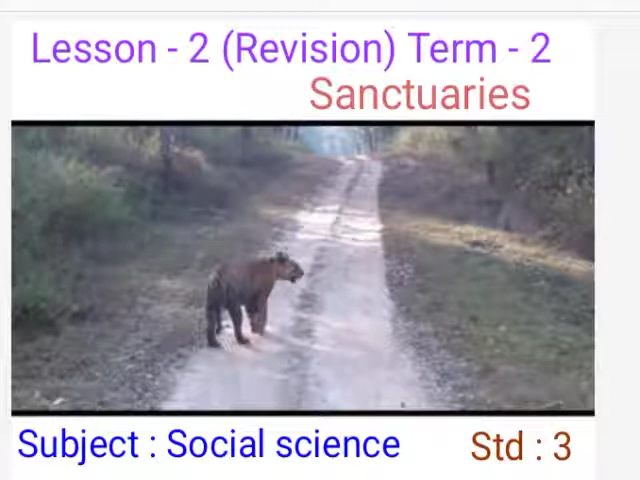 Lesson - 2 (Revision) Term - 2
Sanctuaries
Subject : Social science
Std : 3